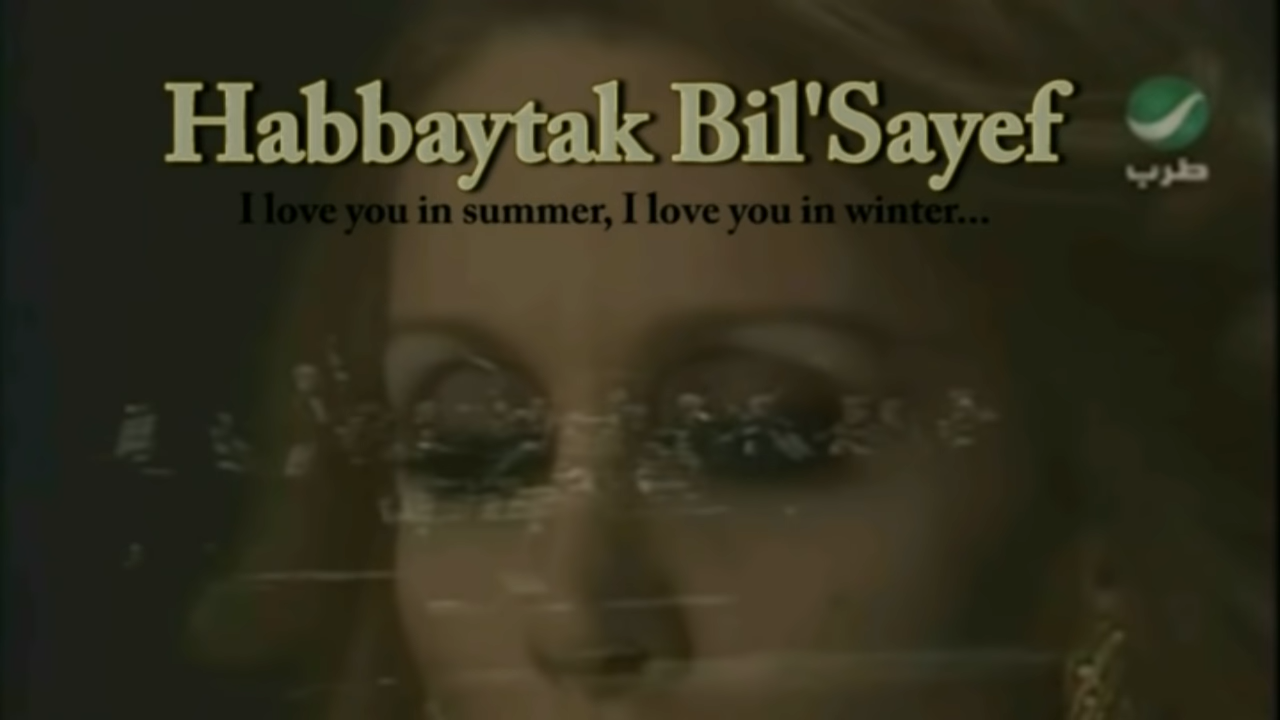 Habbaytak Bil'Sayef
I love you in summer, I love you in winter...
طرب